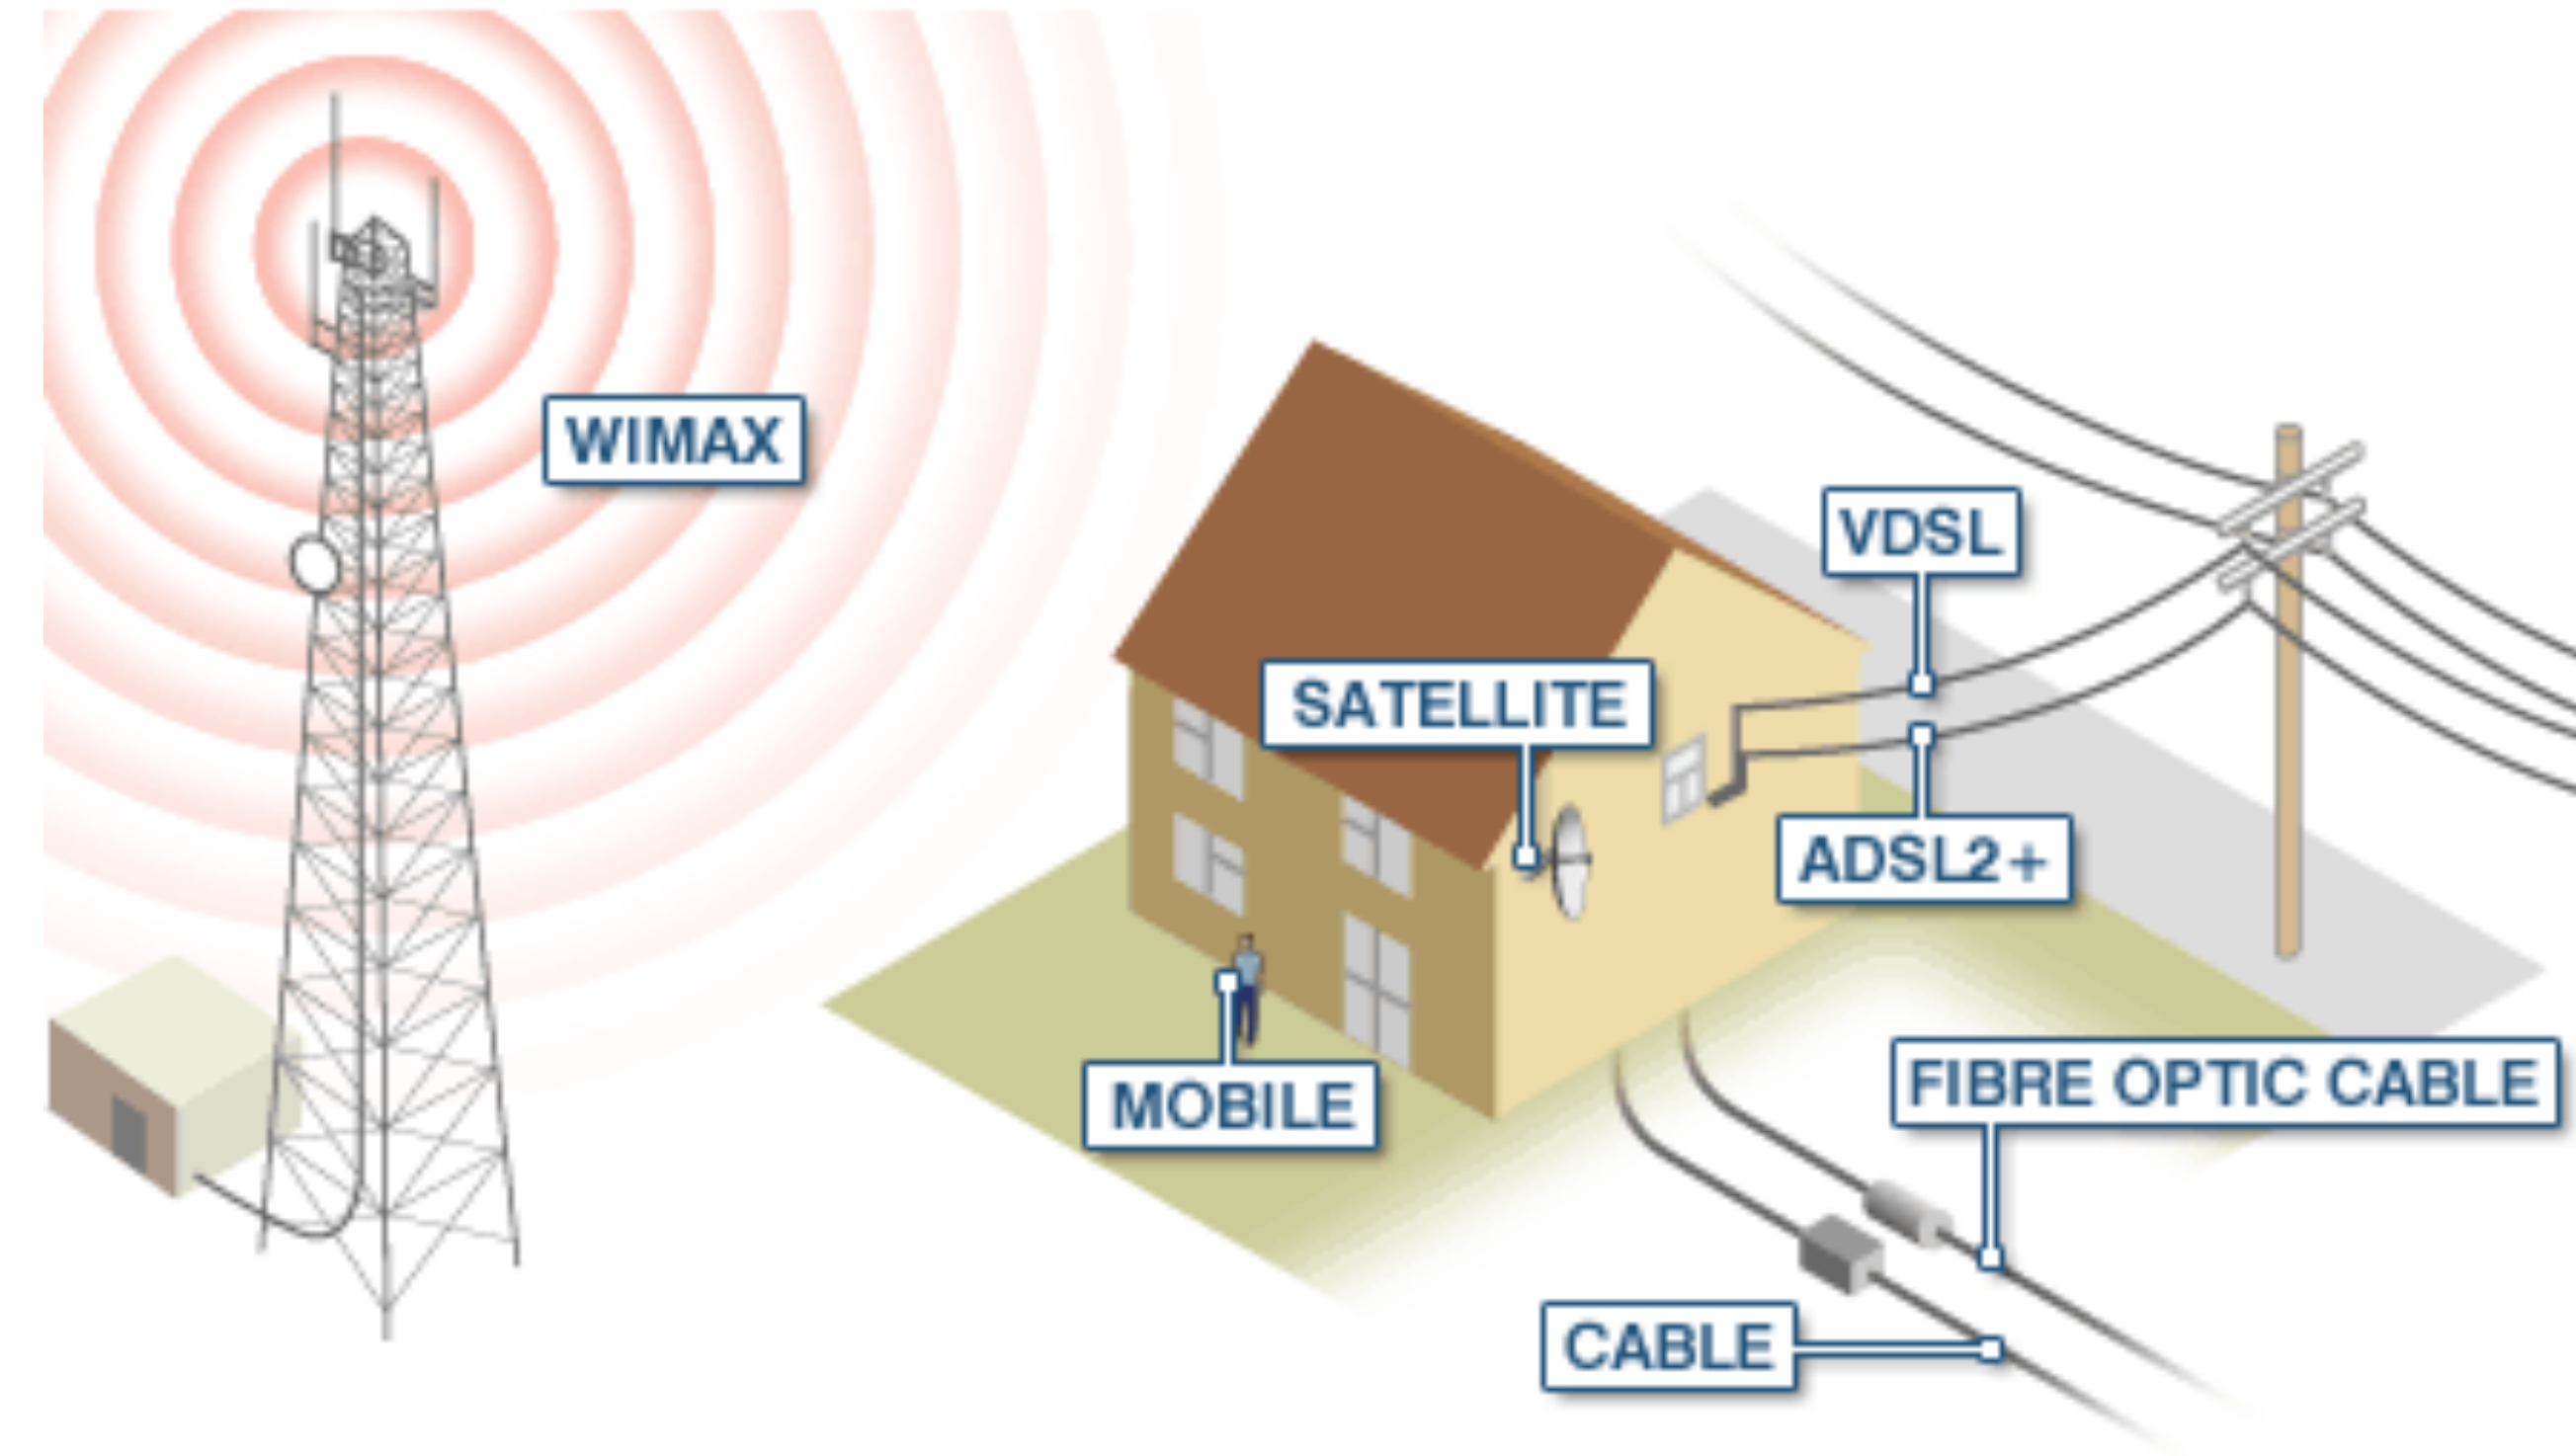 WIMAX
VDSL
SATELLITE
ADSL2+
MOBILE
FIBRE OPTIC CABLE
CABLE